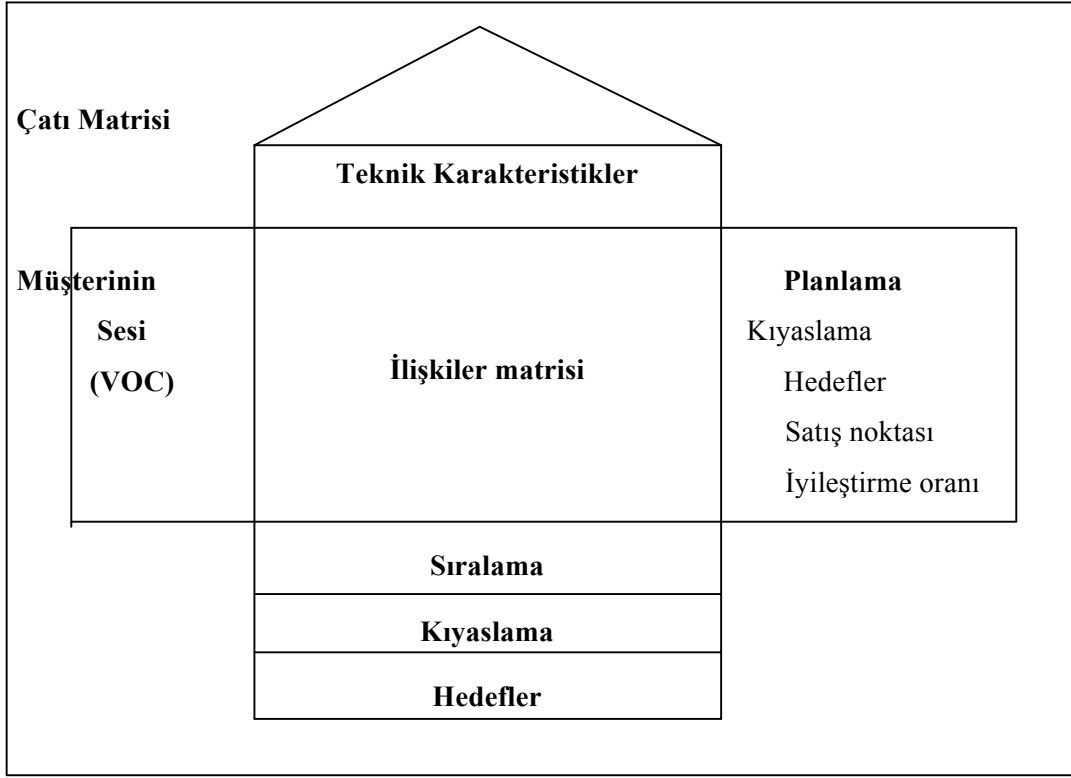 Çatı Matrisi
Teknik Karakteristikler
Müşterinin
Sesi
(VOC)
İlişkiler matrisi
Planlama
Kıyaslama
Hedefler
Satış noktası
İyileştirme oranı
Sıralama
Kıyaslama
Hedefler